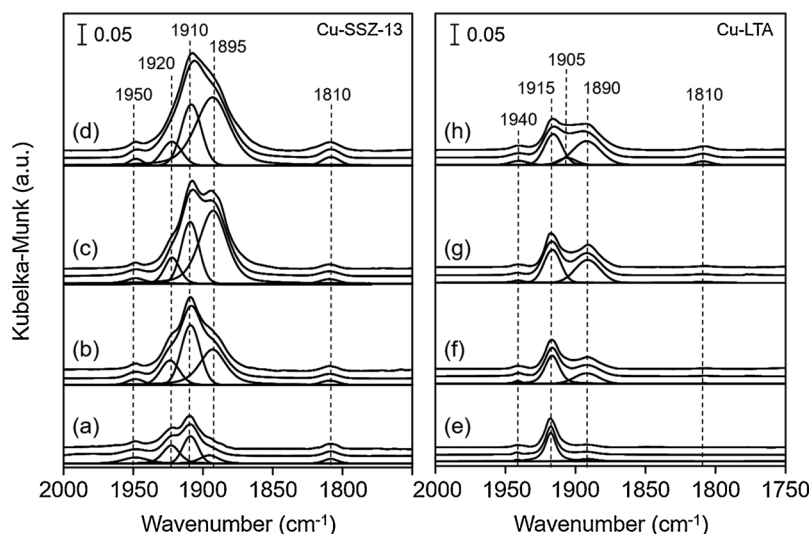 0.05
Cu-SSZ-13
1910
1920
1895
1950
1810
(d)
(c)
(b)
(a)
2000 1950 1900 1850 1800
Wavenumber (cm-1)
Kubelka-Munk (a.u.)
0.05
Cu-LTA
1905
1915
1890
1940
1810
(h)
(g)
(f)
(e)
2000 1950 1900 1850 1800 1750
Wavenumber (cm-1)